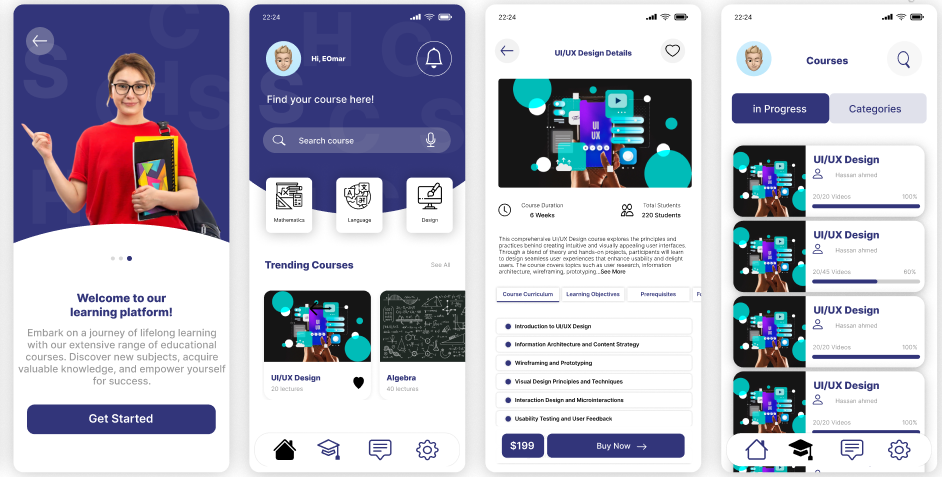 Welcome to our
learning platform!
Embark on a journey of lifelong learning
with our extensive range of educational
courses. Discover new subjects, acquire
valuable knowledge, and empower yourself
for success.
Get Started
22:24
Hi, EOmar
Find your course here!
Search course
Mathematics
Language
Design
Trending Courses
See All
UI/UX Design
20 lectures
Algebra
40 lectures
22:24
UI/UX Design Details
UI
UX
Course Duration
6 Weeks
Total Students
220 Students
This comprehensive UI/UX Design course explores the principles and
practices behind creating intuitive and visually appealing user interfaces.
Through a blend of theory and hands-on projects, participants will learn
to design seamless user experiences that enhance usability and delight
users. The course covers topics such as user research, information
architecture, wireframing, prototyping,..See More
Course Curriculum
Learning Objectives
Prerequisites
Introduction to UI/UX Design
Information Architecture and Content Strategy
Wireframing and Prototyping
Visual Design Principles and Techniques
Interaction Design and Microinteractions
Usability Testing and User Feedback
$199
Buy Now
22:24
Courses
in Progress
Categories
UI/UX Design
Hassan ahmed
20/20 Videos 100%
UI/UX Design
Hassan ahmed
20/45 Videos 60%
UI/UX Design
Hassan ahmed
20/20 Videos 100%
UI/UX Design
Hassan ahmed
20/20 Videos 100%